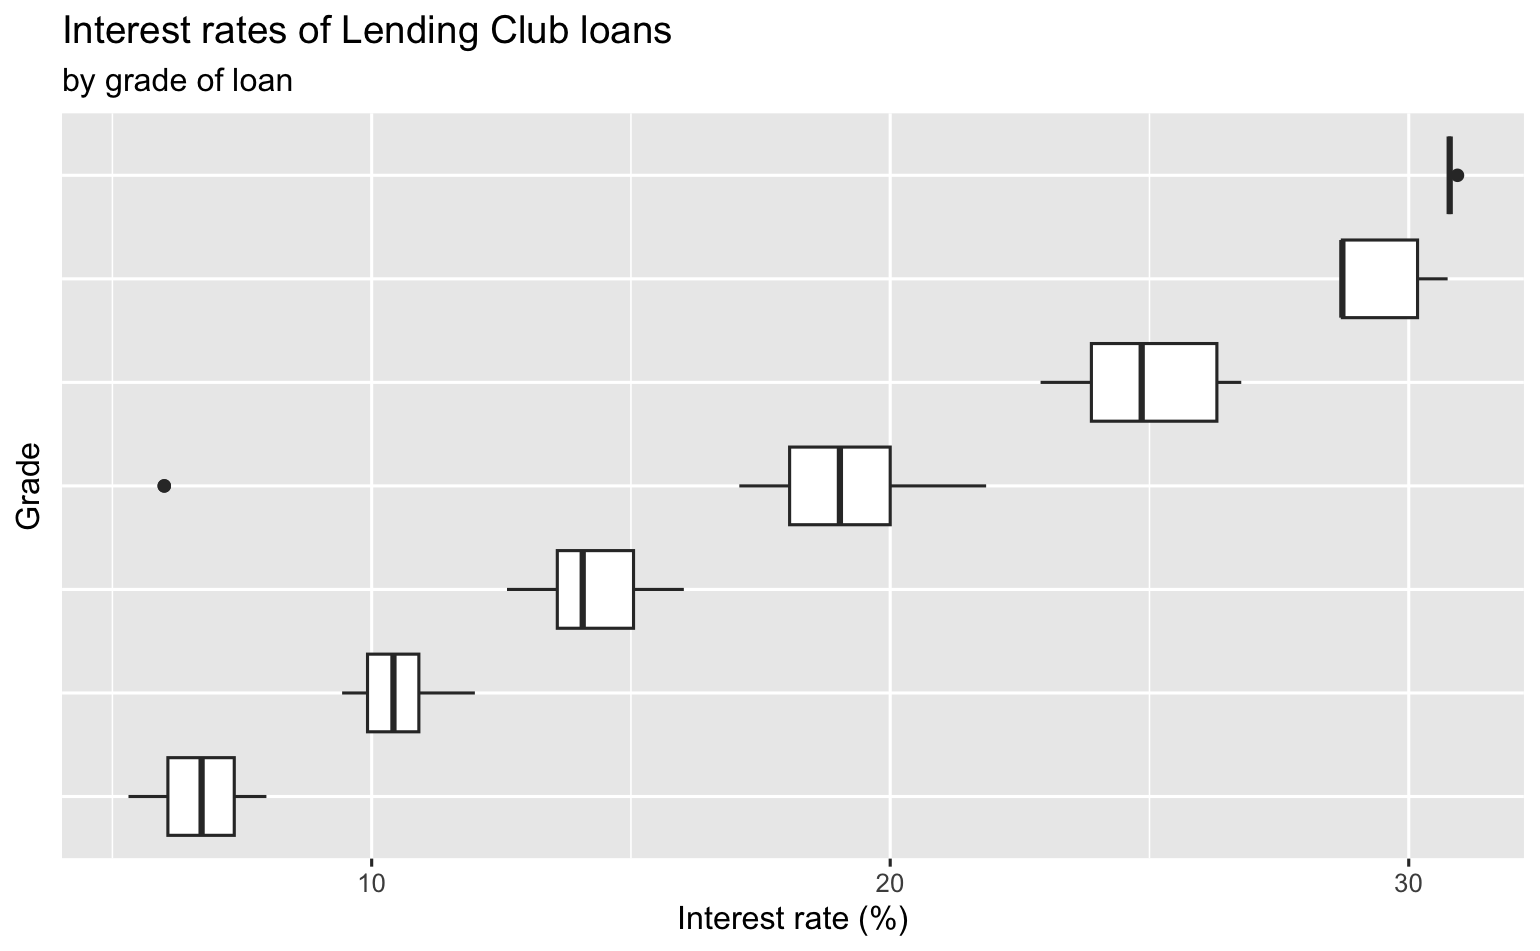 Interest rates of Lending Club loans
by grade of loan
Grade
10
20
30
Interest rate (%)